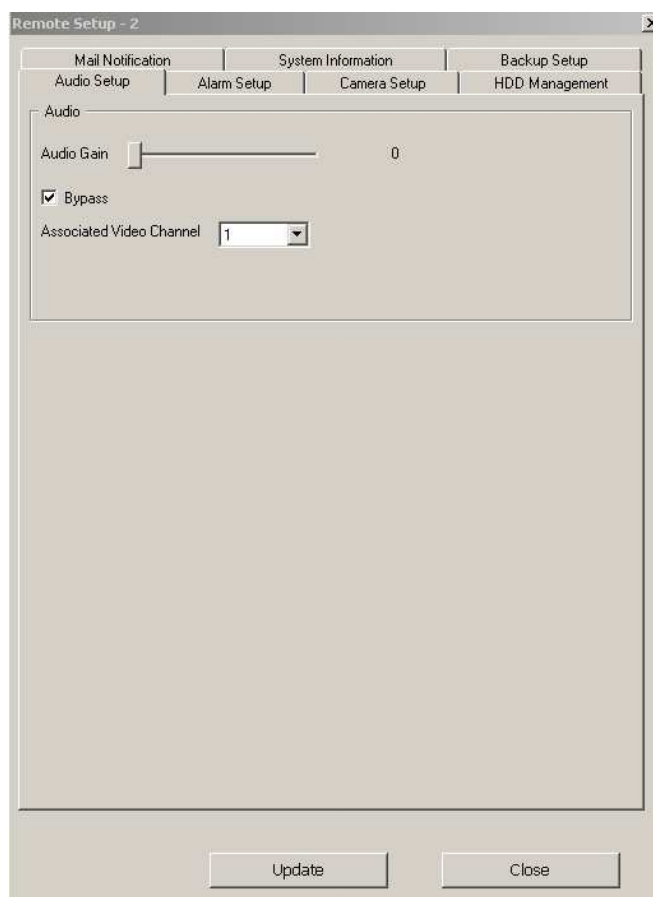 Remote Setup - 2
Mail Notification
System Information
Backup Setup
Audio Setup
Alarm Setup
Camera Setup
HDD Management
Audio
Audio Gain
0
Bypass
Associated Video Channel
1
Update
Close